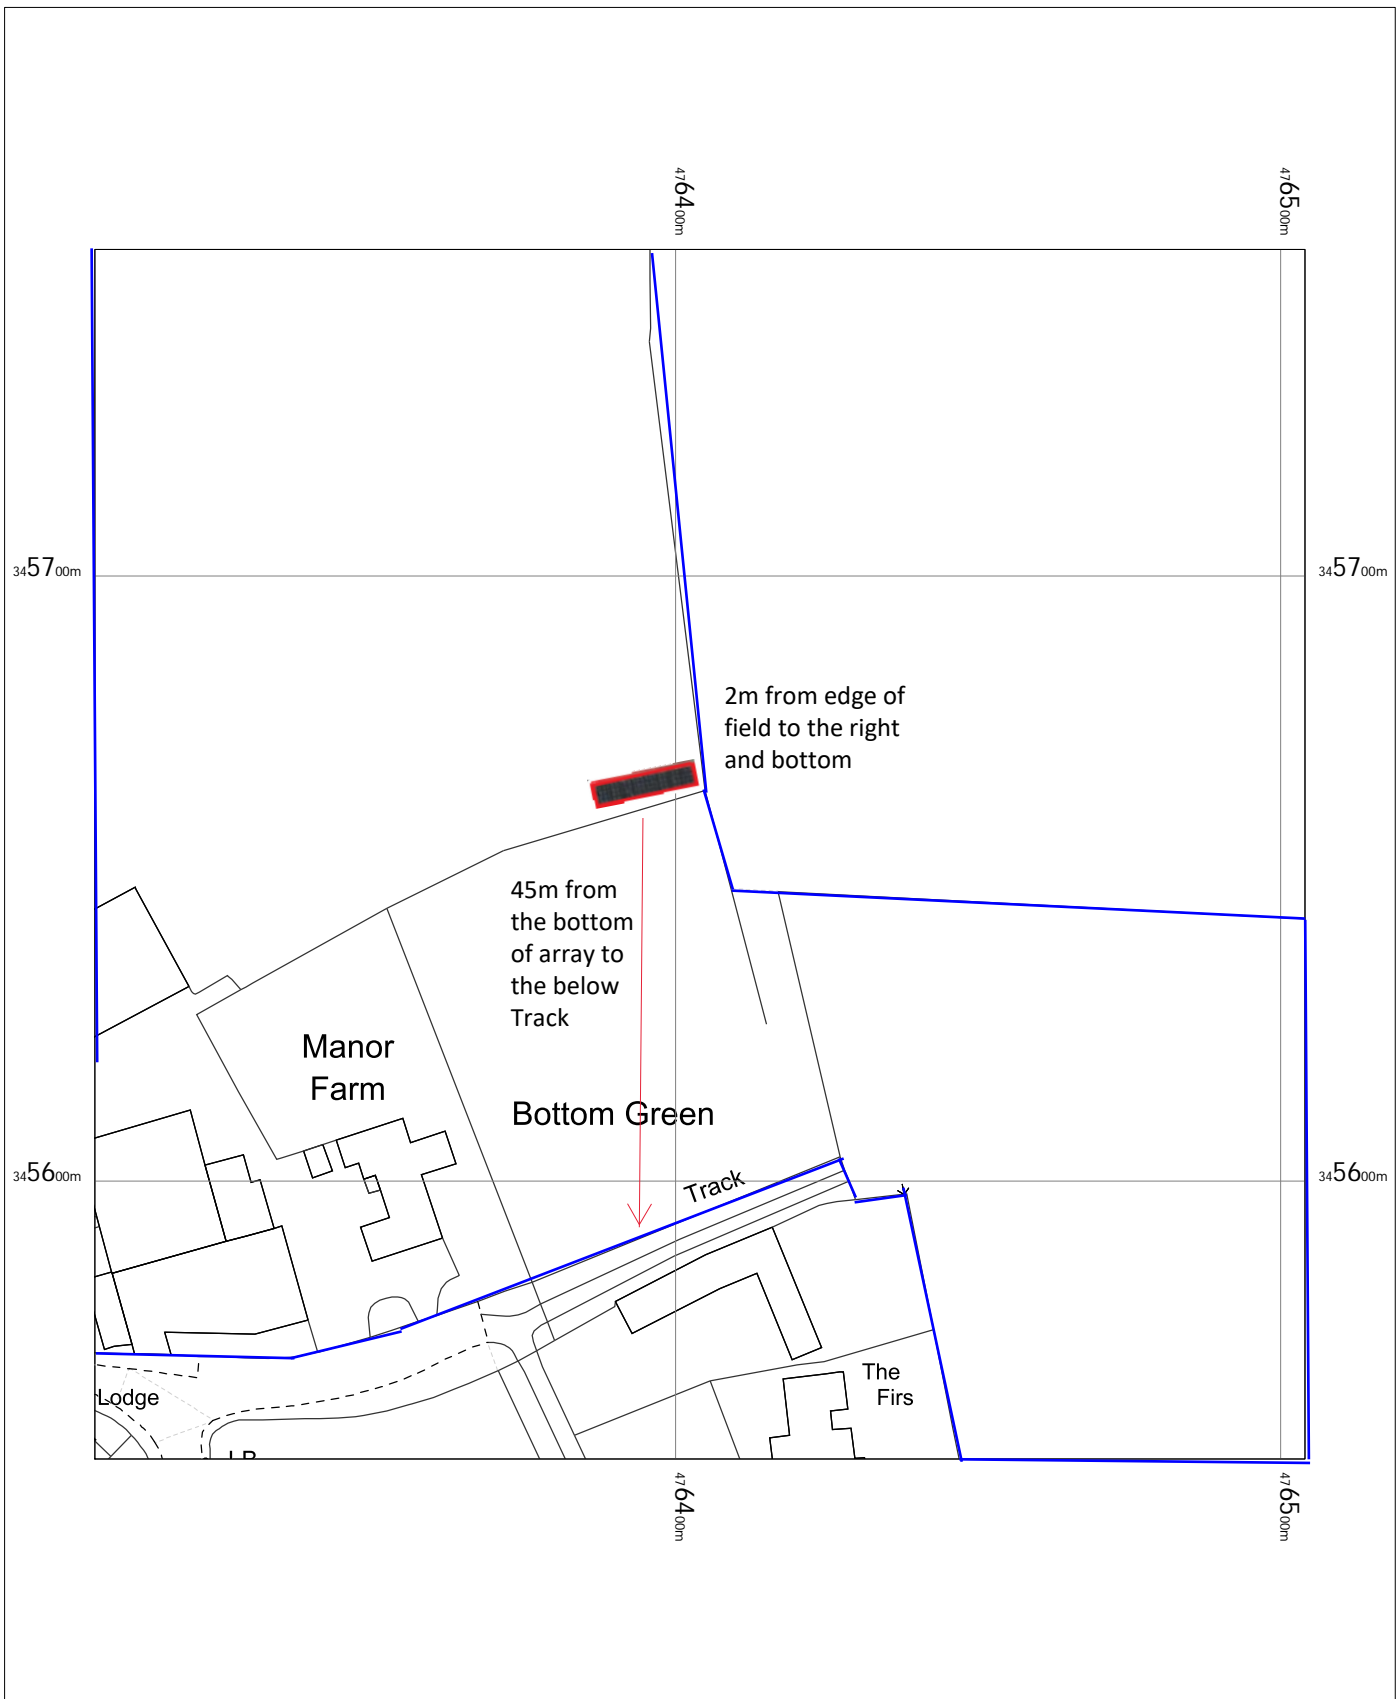 476400m
476500m
345700m
345700m
2m from edge of
field to the right
and bottom
45m from
the bottom
of array to
the below
Track
Manor
Farm
Bottom Green
Track
345600m
345600m
The
Firs
Lodge
476400m
476500m